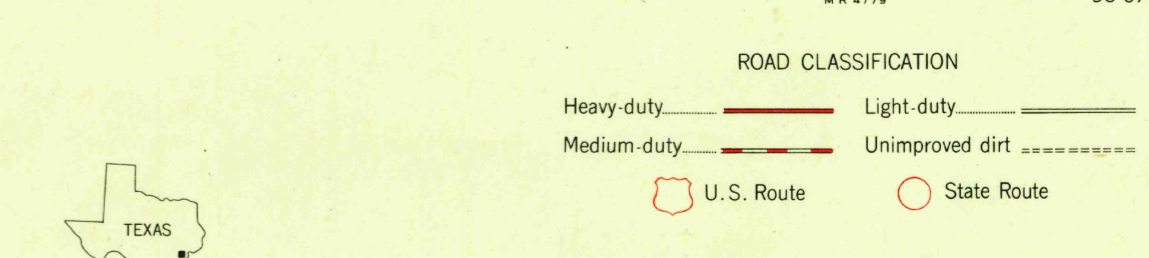 ROAD CLASSIFICATION
Heavy-duty Light-duty
Medium-duty Unimproved dirt
U.S. Route State Route
TEXAS